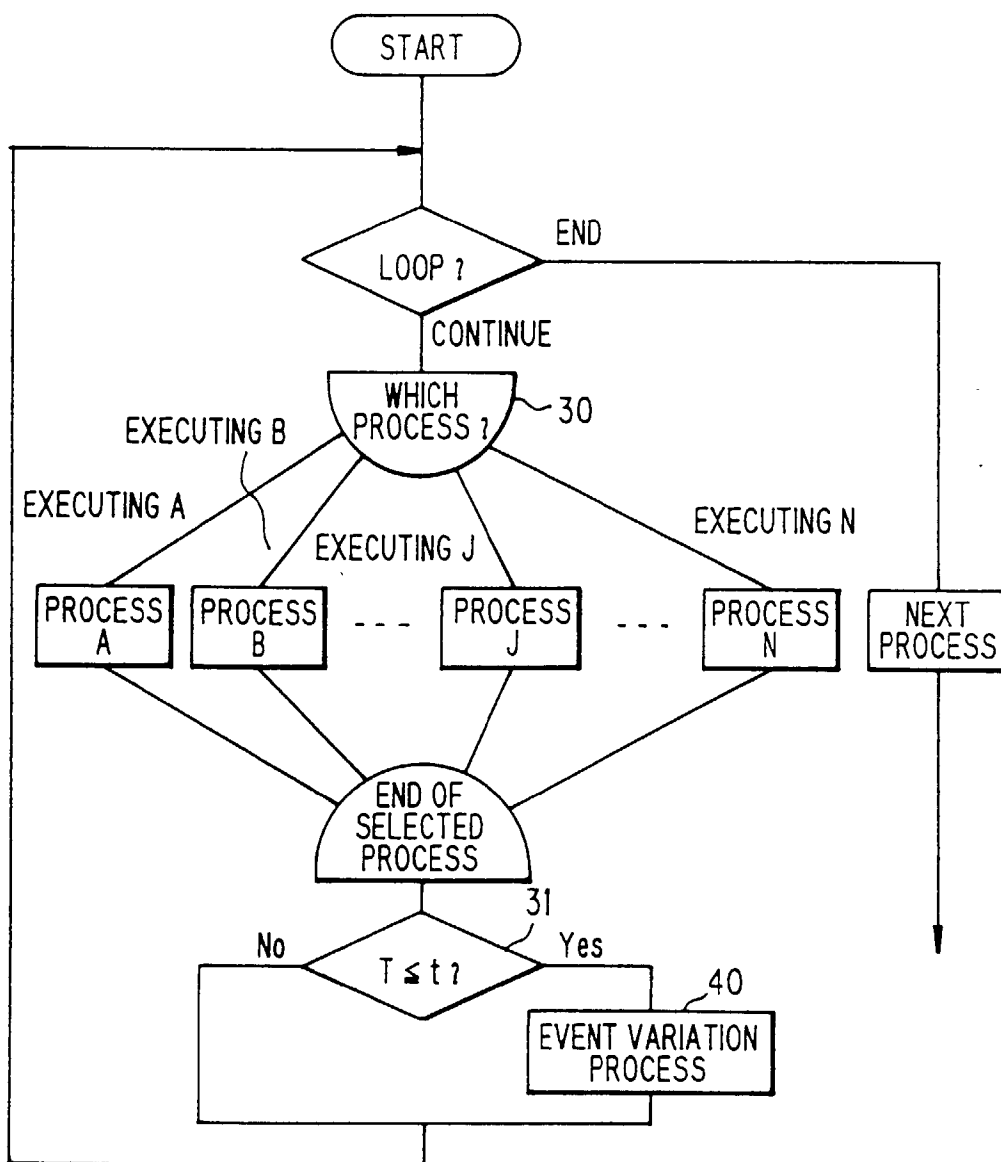 START
LOOP ?
END
CONTINUE
WHICH
PROCESS ?
30
EXECUTING B
EXECUTING A
EXECUTING J
EXECUTING N
PROCESS
A
PROCESS
B
- - -
PROCESS
J
- - -
PROCESS
N
NEXT
PROCESS
END OF
SELECTED
PROCESS
31
No
T ≦ t ?
Yes
40
EVENT VARIATION
PROCESS